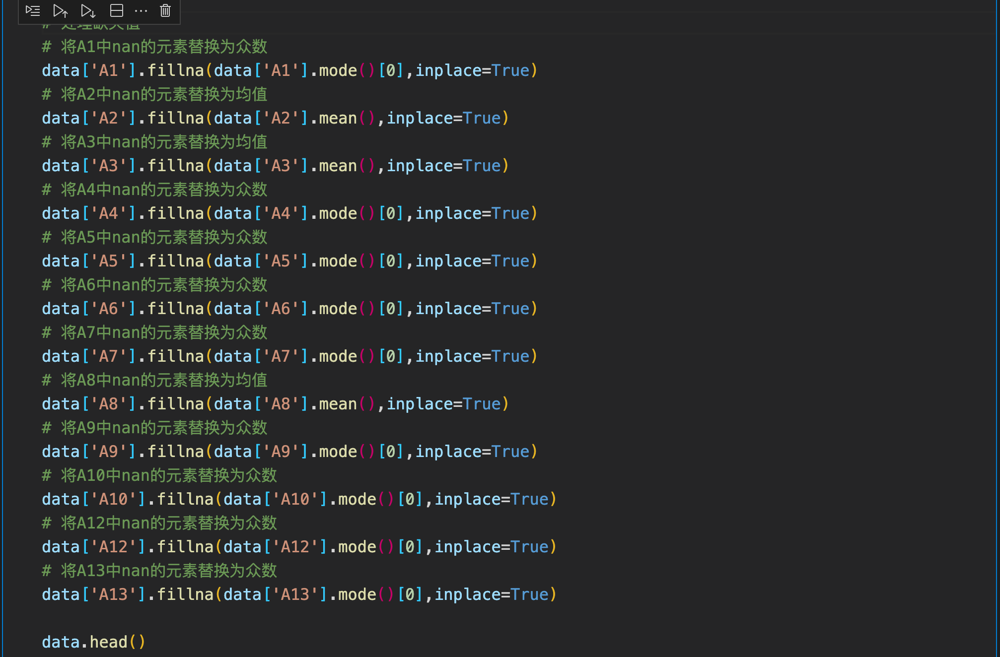 # 处理缺失值
# 将A1中nan的元素替换为众数
data['A1'].fillna(data['A1'].mode()[0],inplace=True)
# 将A2中nan的元素替换为均值
data['A2'].fillna(data['A2'].mean(),inplace=True)
# 将A3中nan的元素替换为均值
data['A3'].fillna(data['A3'].mean(),inplace=True)
# 将A4中nan的元素替换为众数
data['A4'].fillna(data['A4'].mode()[0],inplace=True)
# 将A5中nan的元素替换为众数
data['A5'].fillna(data['A5'].mode()[0],inplace=True)
# 将A6中nan的元素替换为众数
data['A6'].fillna(data['A6'].mode()[0],inplace=True)
# 将A7中nan的元素替换为众数
data['A7'].fillna(data['A7'].mode()[0],inplace=True)
# 将A8中nan的元素替换为均值
data['A8'].fillna(data['A8'].mean(),inplace=True)
# 将A9中nan的元素替换为众数
data['A9'].fillna(data['A9'].mode()[0],inplace=True)
# 将A10中nan的元素替换为众数
data['A10'].fillna(data['A10'].mode()[0],inplace=True)
# 将A12中nan的元素替换为众数
data['A12'].fillna(data['A12'].mode()[0],inplace=True)
# 将A13中nan的元素替换为众数
data['A13'].fillna(data['A13'].mode()[0],inplace=True)
data.head()